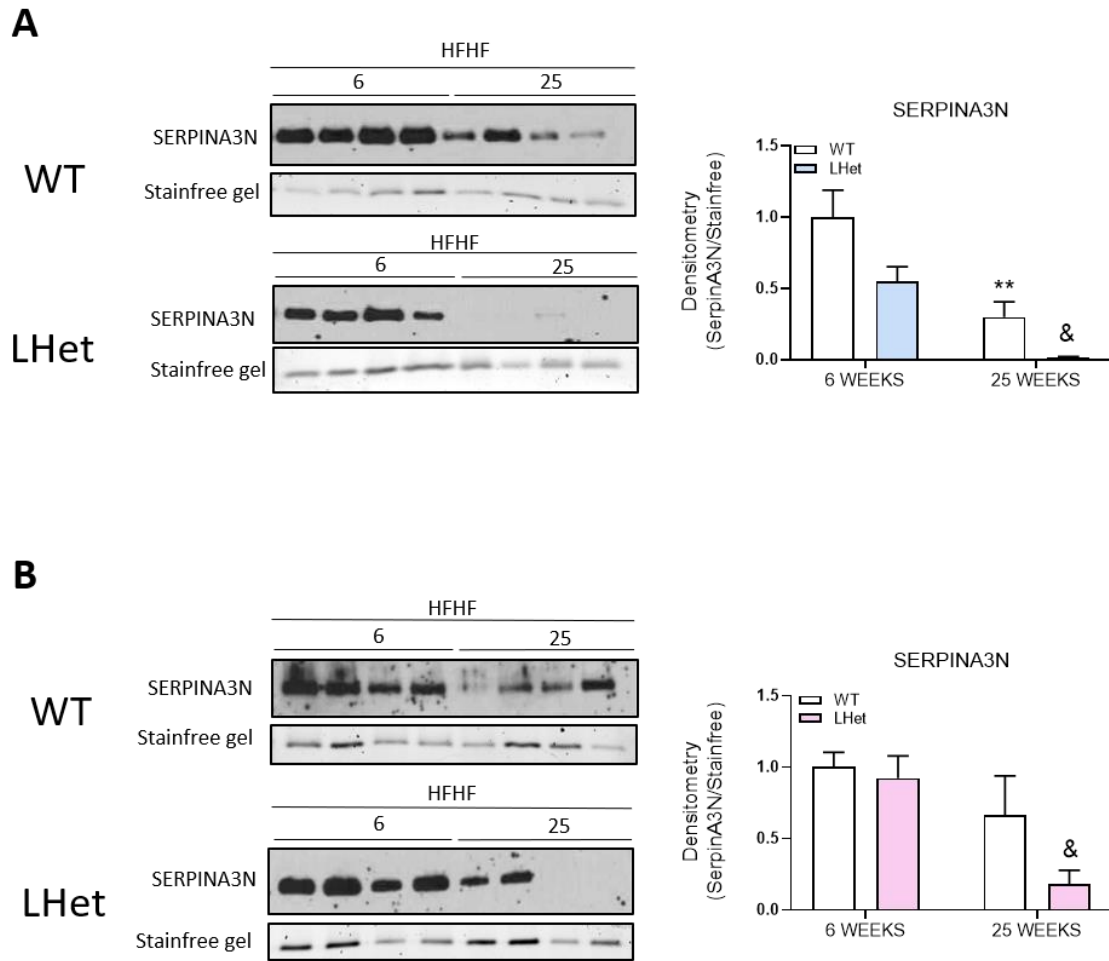 A
HFHF
6 25
WT
SERPINA3N
Stainfree gel
HFHF
6 25
LHet
SERPINA3N
Stainfree gel
SERPINA3N
WT
LHet
Densitometry
(SerpinA3N/Stainfree)
1.5
1.0
0.5
0.0
**
&
6 WEEKS 25 WEEKS
B
HFHF
6 25
WT
SERPINA3N
Stainfree gel
HFHF
6 25
LHet
SERPINA3N
Stainfree gel
SERPINA3N
WT
LHet
Densitometry
(SerpinA3N/Stainfree)
1.5
1.0
0.5
0.0
&
6 WEEKS 25 WEEKS